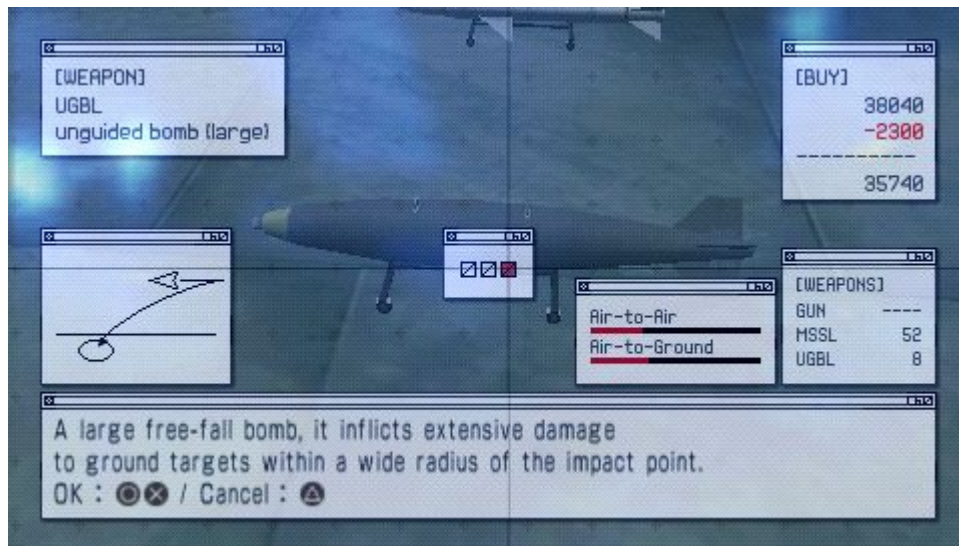 [WEAPON]
UGBL
unguided bomb (large)
[BUY]
38040
-2300
-----------
35740
Air-to-Air
Air-to-Ground
[WEAPONS]
GUN ----
MSSL 52
UGBL 8
A large free-fall bomb, it inflicts extensive damage
to ground targets within a wide radius of the impact point.
OK : / Cancel :